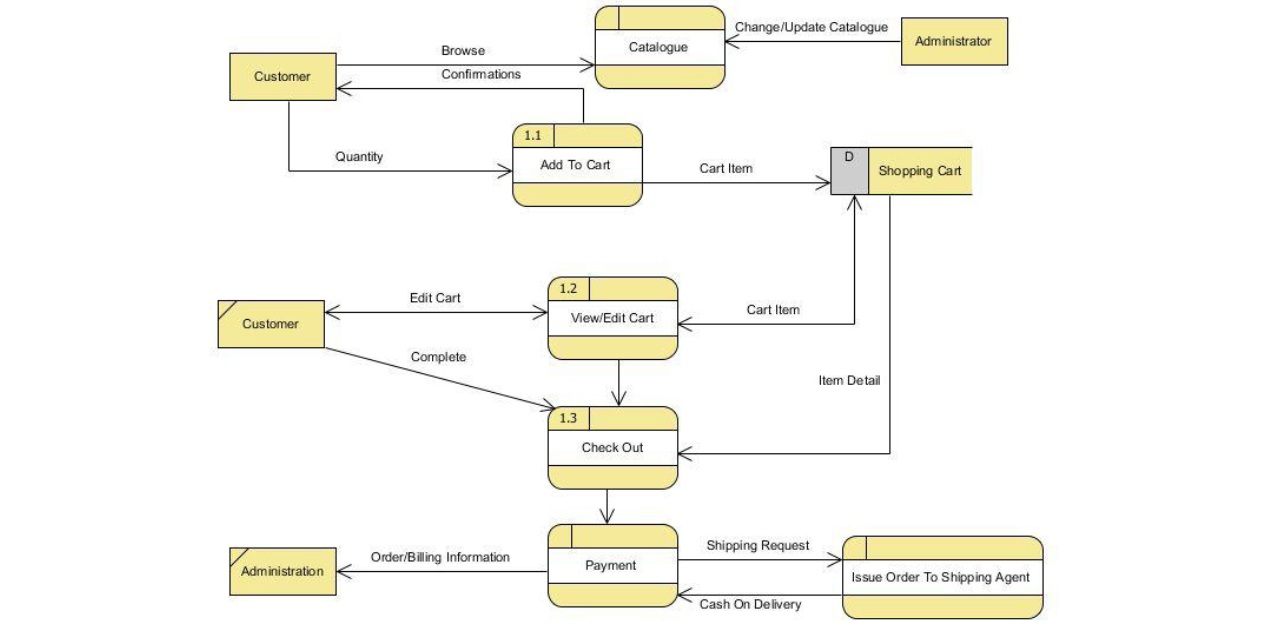 Change/Update Catalogue
Catalogue
Administrator
Browse
Customer
Confirmations
1.1
D
Quantity
Add To Cart
Cart Item
Shopping Cart
1.2
Edit Cart
Cart Item
Customer
View/Edit Cart
Complete
Item Detail
1.3
Check Out
Shipping Request
Order/Billing Information
Payment
Administration
Issue Order To Shipping Agent
Cash On Delivery